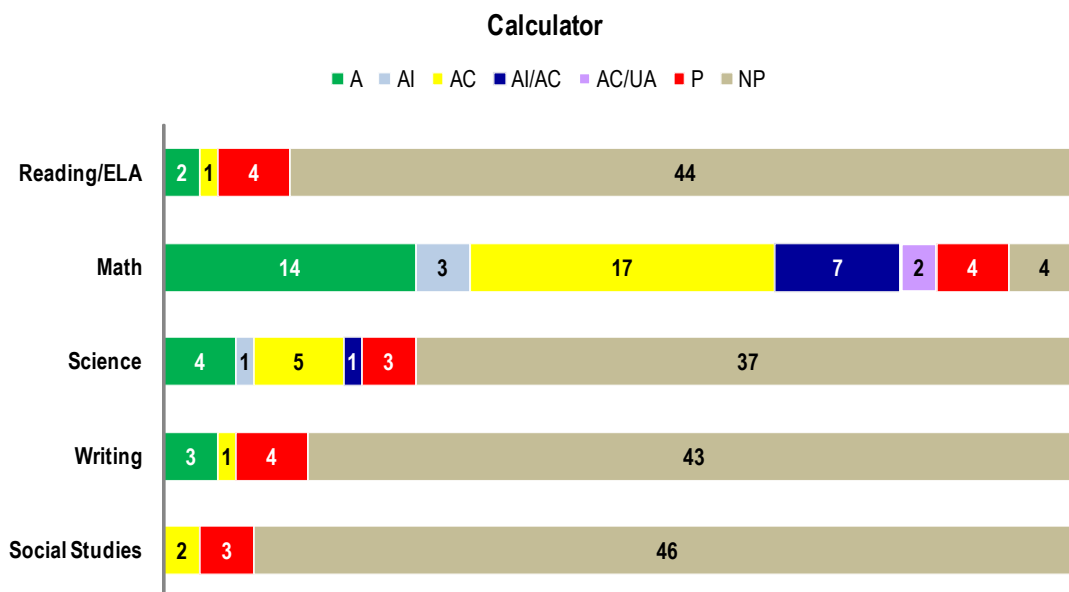 Calculator
A AI AC AI/AC AC/UA P NP
Reading/ELA 2 1 4 44
Math 14 3 17 7 2 4 4
Science 4 1 5 1 3 37
Writing 3 1 4 43
Social Studies 2 3 46